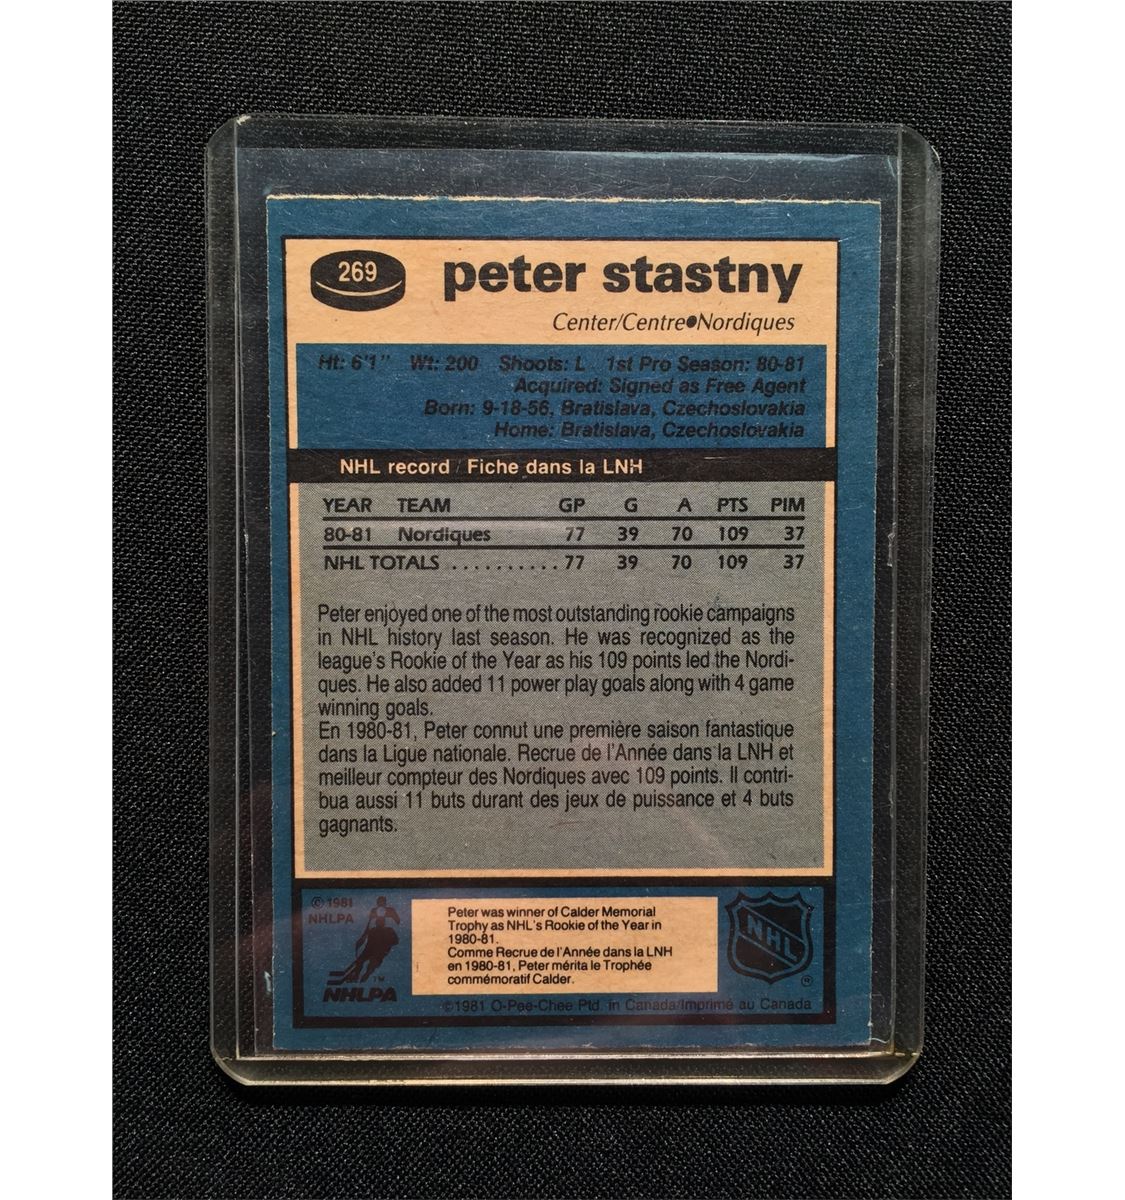 269
peter stastny
Center/Centre●Nordiques
Ht: 6'1" Wt: 200 Shoots: L 1st Pro Season: 80-81
Acquired: Signed as Free Agent
Born: 9-18-56, Bratislava, Czechoslovakia
Home: Bratislava, Czechoslovakia
NHL record / Fiche dans la LNH
YEAR TEAM GP G A PTS PIM
80-81 Nordiques 77 39 70 109 37
NHL TOTALS .......... 77 39 70 109 37
Peter enjoyed one of the most outstanding rookie campaigns
in NHL history last season. He was recognized as the
league's Rookie of the Year as his 109 points led the Nordi-
ques. He also added 11 power play goals along with 4 game
winning goals.
En 1980-81, Peter connut une première saison fantastique
dans la Ligue nationale. Recrue de l'Année dans la LNH et
meilleur compteur des Nordiques avec 109 points. Il contri-
bua aussi 11 buts durant des jeux de puissance et 4 buts
gagnants.
© 1981
NHLPA
TM
NHLPA
Peter was winner of Calder Memorial
Trophy as NHL's Rookie of the Year in
1980-81.
Comme Recrue de l'Année dans la LNH
en 1980-81, Peter mérita le Trophée
commémoratif Calder.
NHL
®
©1981 O-Pee-Chee Ptd. in Canada/Imprimé au Canada